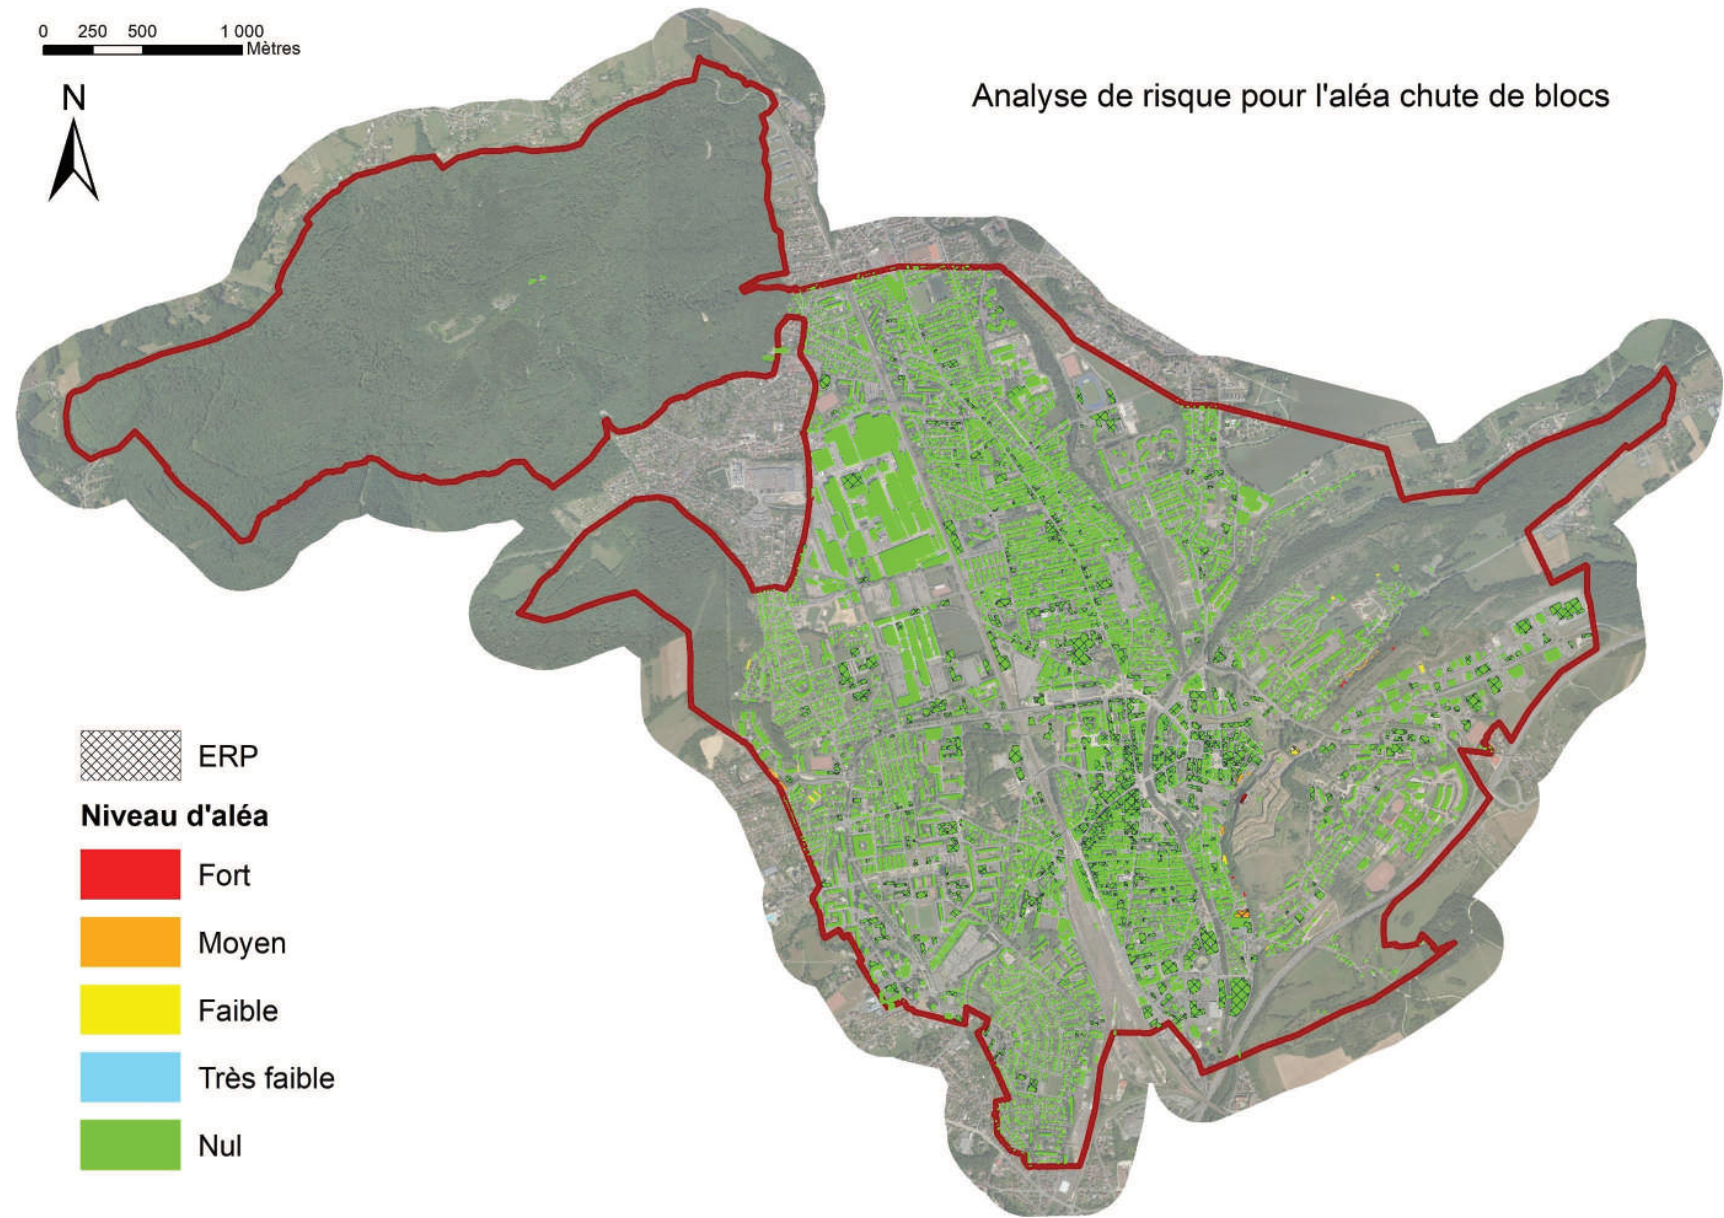 0 250 500 1 000
Mètres
N
Analyse de risque pour l'aléa chute de blocs
ERP
Niveau d'aléa
Fort
Moyen
Faible
Très faible
Nul